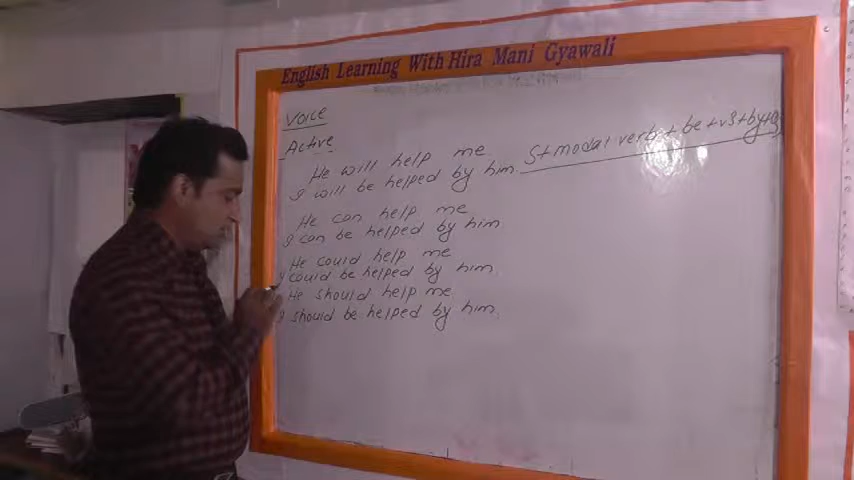 English Learning With Hira Mani Gyawali
Voice
Active
He will help me
I will be helped by him.
S+modal verb+be+v3+by+
He can help me
I can be helped by him
He could help me
I could be helped by him
He should help me
I should be helped by him.